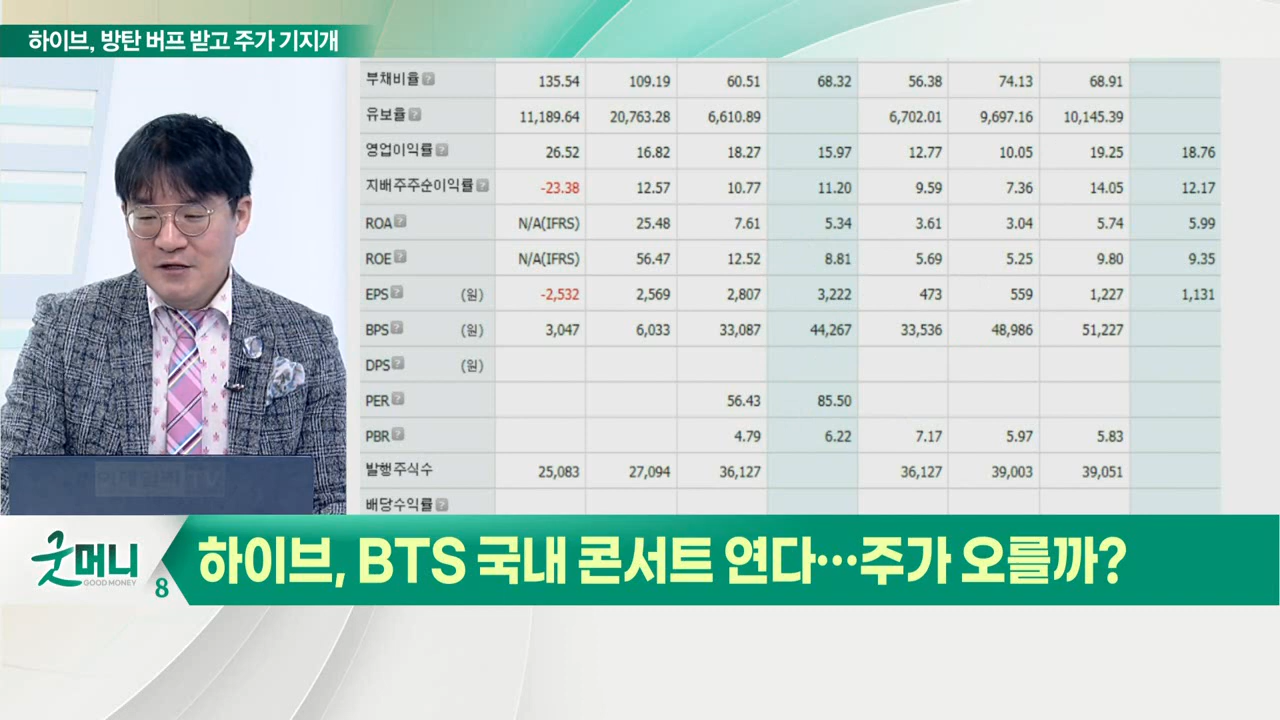 하이브, 방탄 버프 받고 주가 기지개
부채비율 135.54 109.19 60.51 68.32 56.38 74.13 68.91
유보율 11,189.64 20,763.28 6,610.89 6,702.01 9,697.16 10,145.39
영업이익률 26.52 16.82 18.27 15.97 12.77 10.05 19.25 18.76
지배주주순이익률 -23.38 12.57 10.77 11.20 9.59 7.36 14.05 12.17
ROA N/A(IFRS) 25.48 7.61 5.34 3.61 3.04 5.74 5.99
ROE N/A(IFRS) 56.47 12.52 8.81 5.69 5.25 9.80 9.35
EPS (원) -2,532 2,569 2,807 3,222 473 559 1,227 1,131
BPS (원) 3,047 6,033 33,087 44,267 33,536 48,986 51,227
DPS (원)
PER 56.43 85.50
PBR 4.79 6.22 7.17 5.97 5.83
발행주식수 25,083 27,094 36,127 36,127 39,003 39,051
배당수익률
이데일리TV
굿머니
GOOD MONEY
8
하이브, BTS 국내 콘서트 연다…주가 오를까?